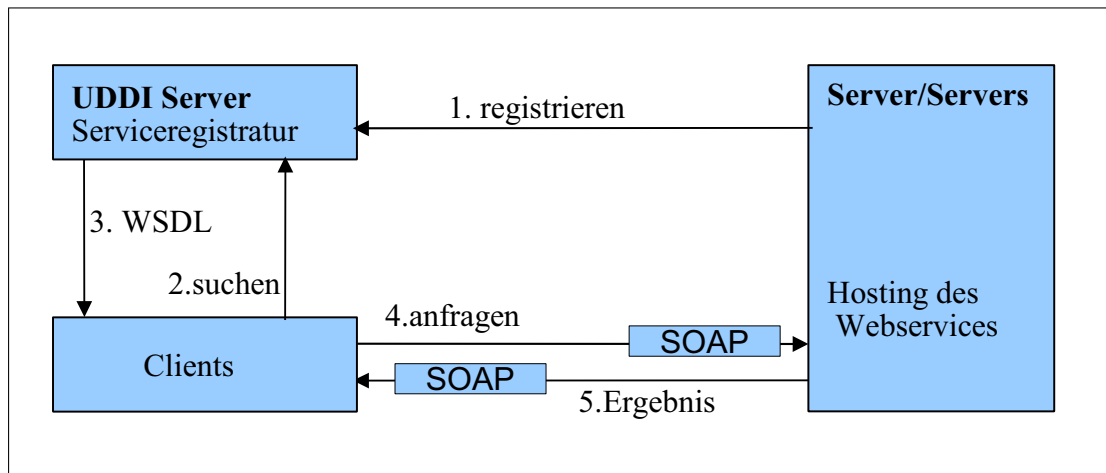 UDDI Server
Serviceregistratur
1. registrieren
Server/Servers
3. WSDL
2.suchen
Hosting des
Webservices
4.anfragen
SOAP
Clients
SOAP
5.Ergebnis